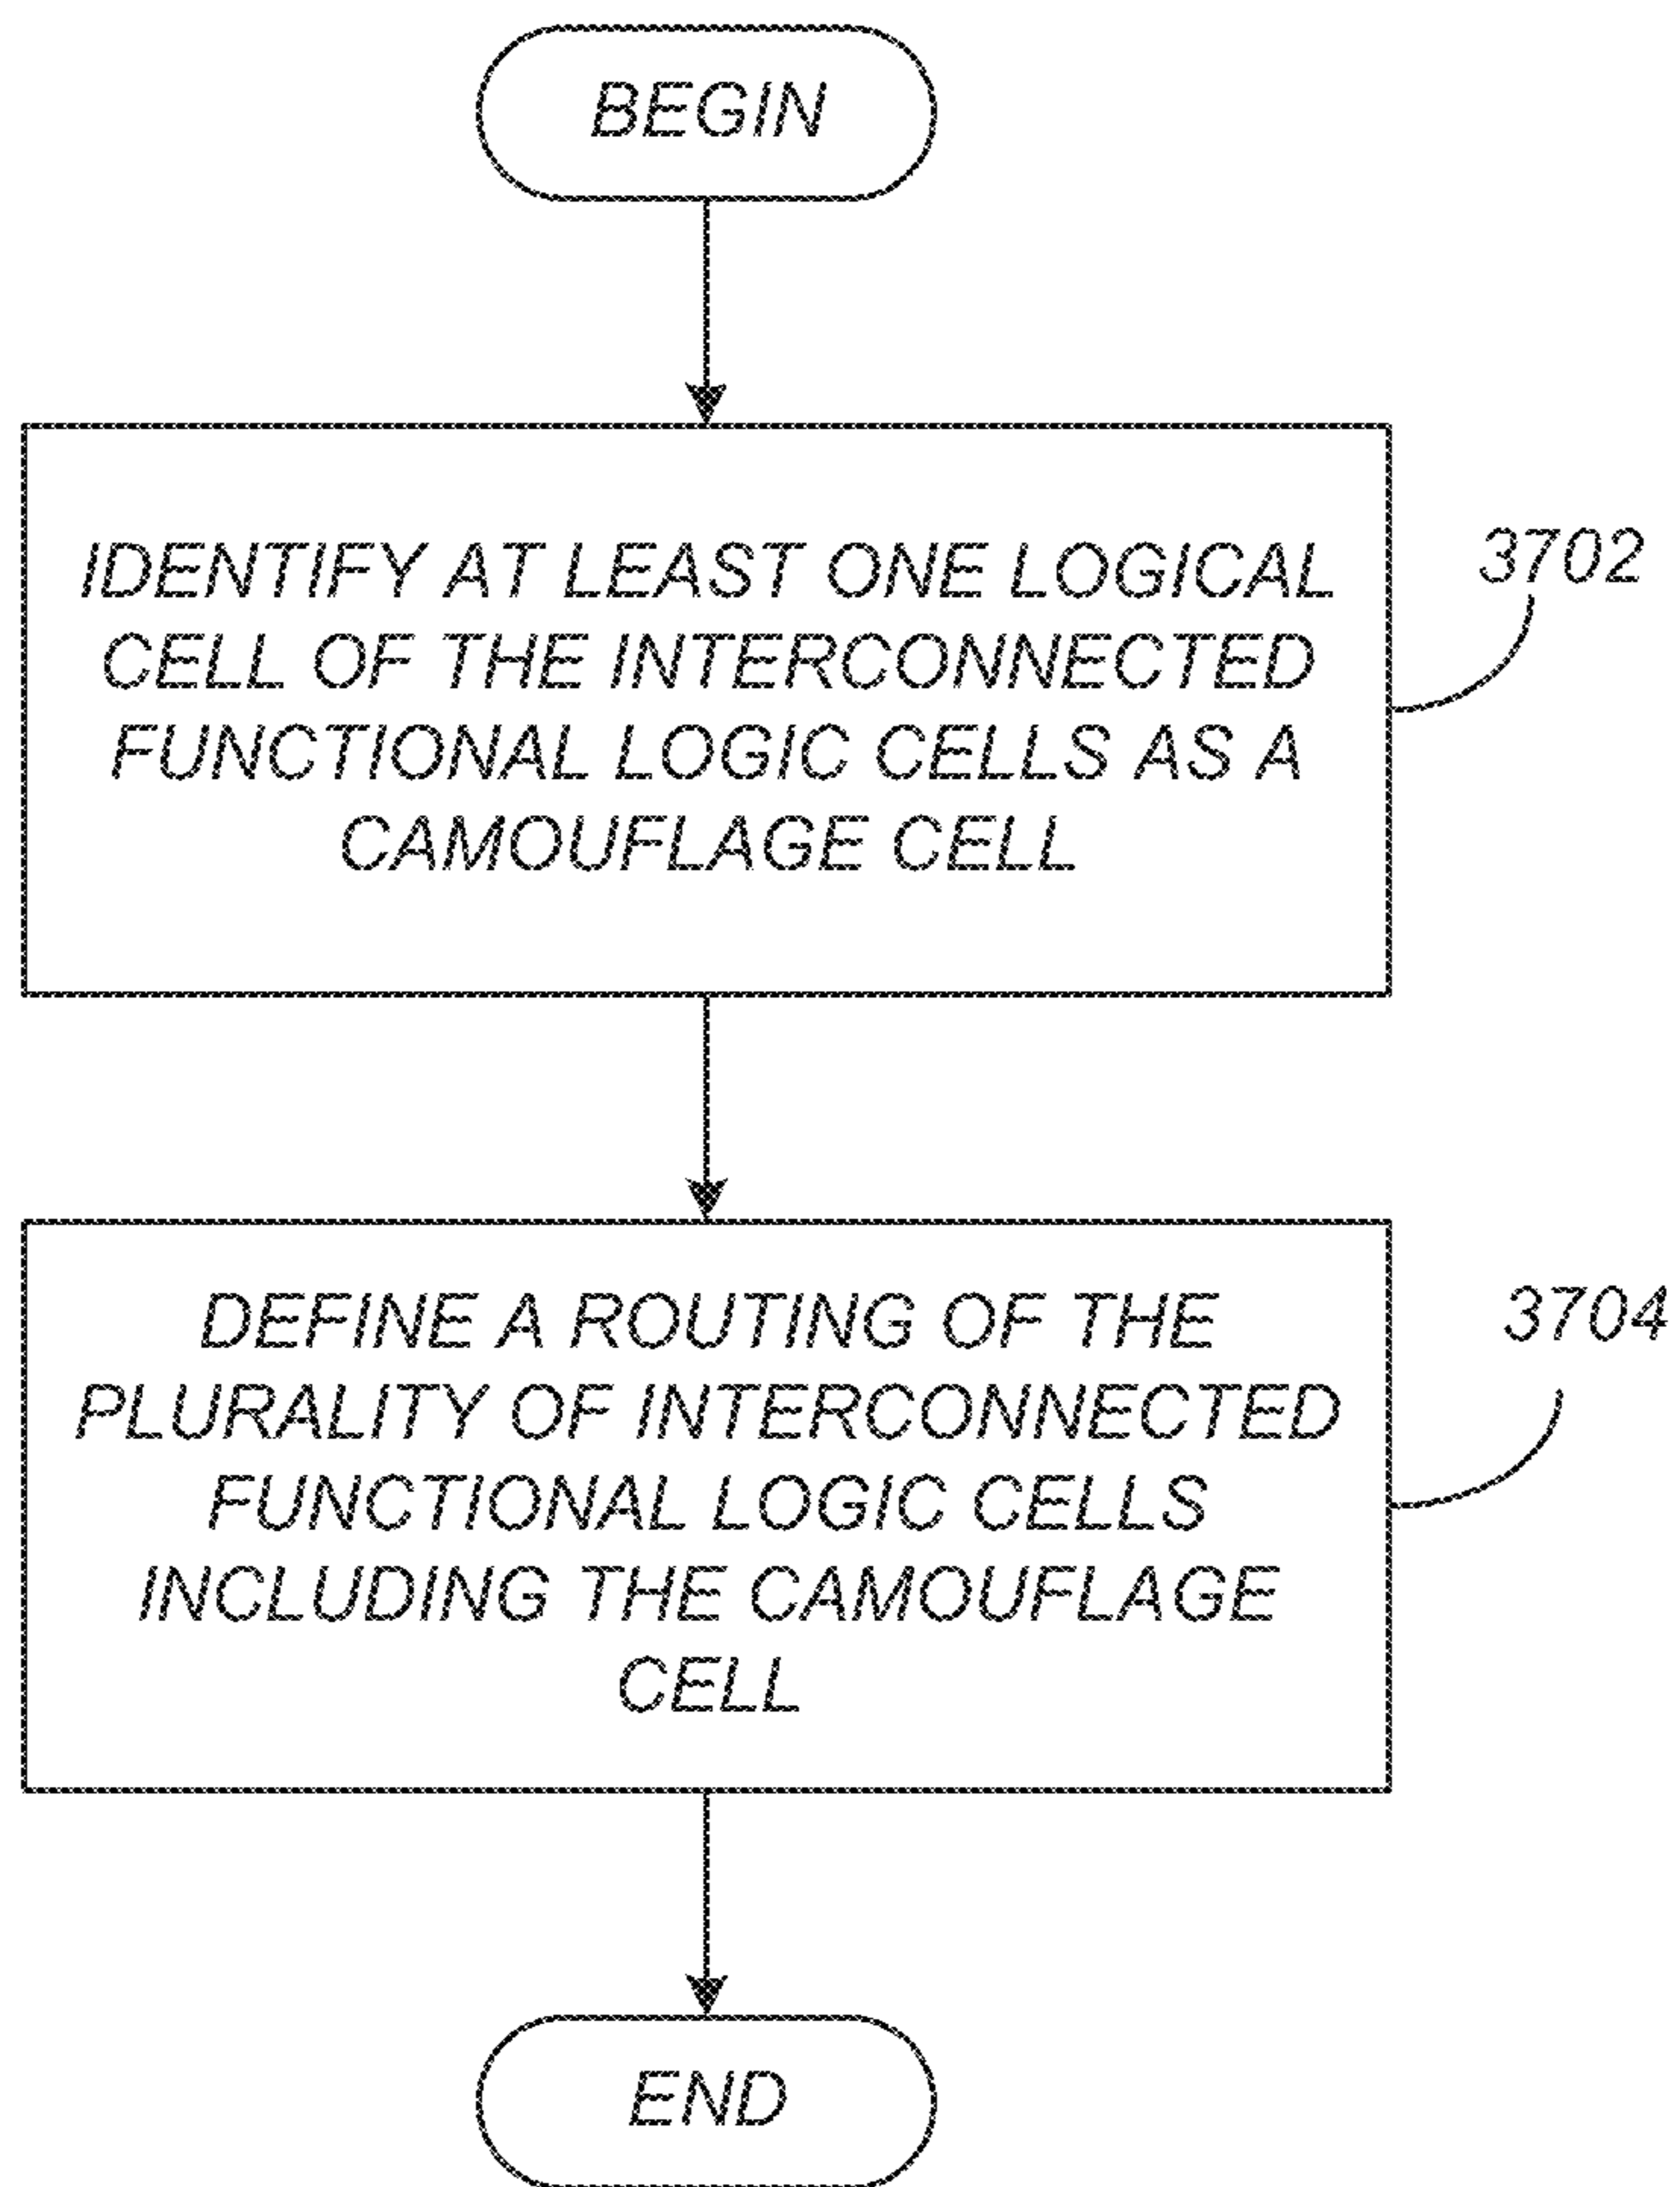 BEGIN
IDENTIFY AT LEAST ONE LOGICAL
CELL OF THE INTERCONNECTED
FUNCTIONAL LOGIC CELLS AS A
CAMOUFLAGE CELL
3702
DEFINE A ROUTING OF THE
PLURALITY OF INTERCONNECTED
FUNCTIONAL LOGIC CELLS
INCLUDING THE CAMOUFLAGE
CELL
3704
END